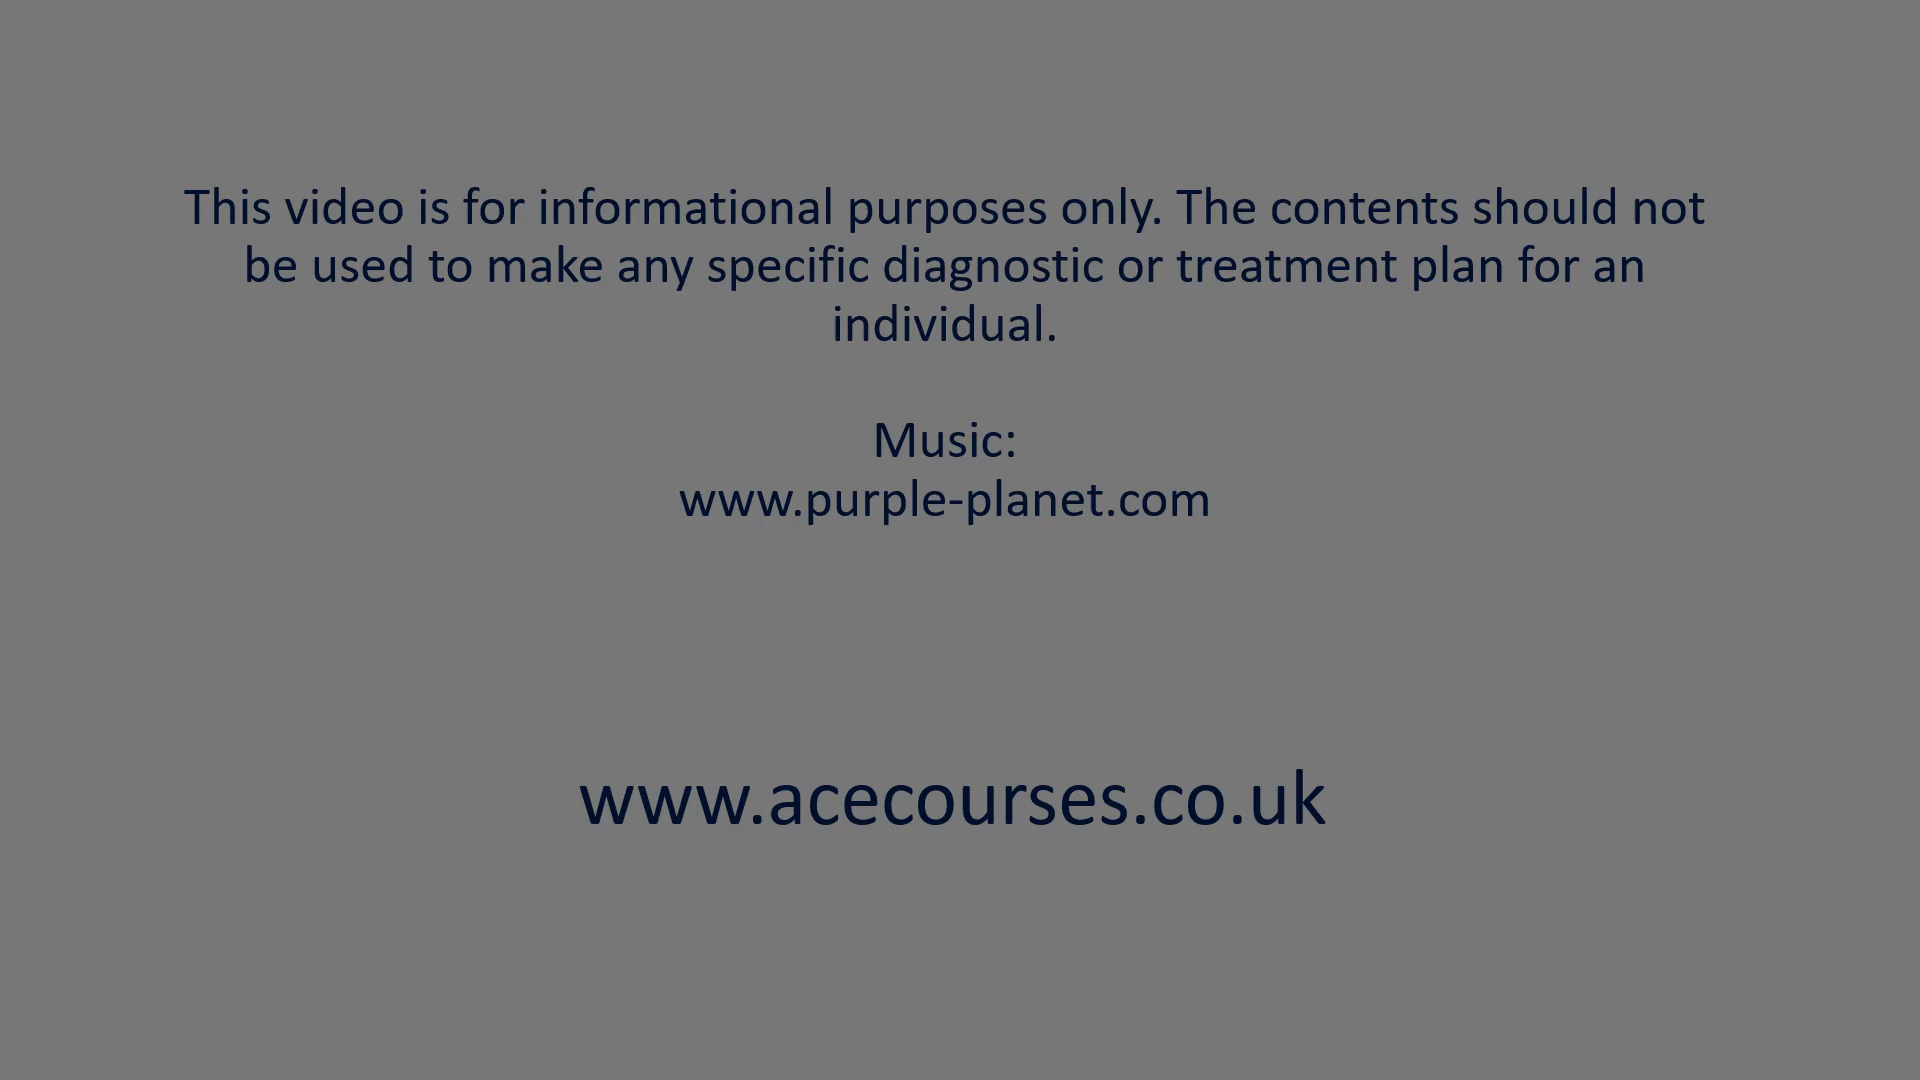 This video is for informational purposes only. The contents should not
be used to make any specific diagnostic or treatment plan for an
individual.
Music:
www.purple-planet.com
www.acecourses.co.uk